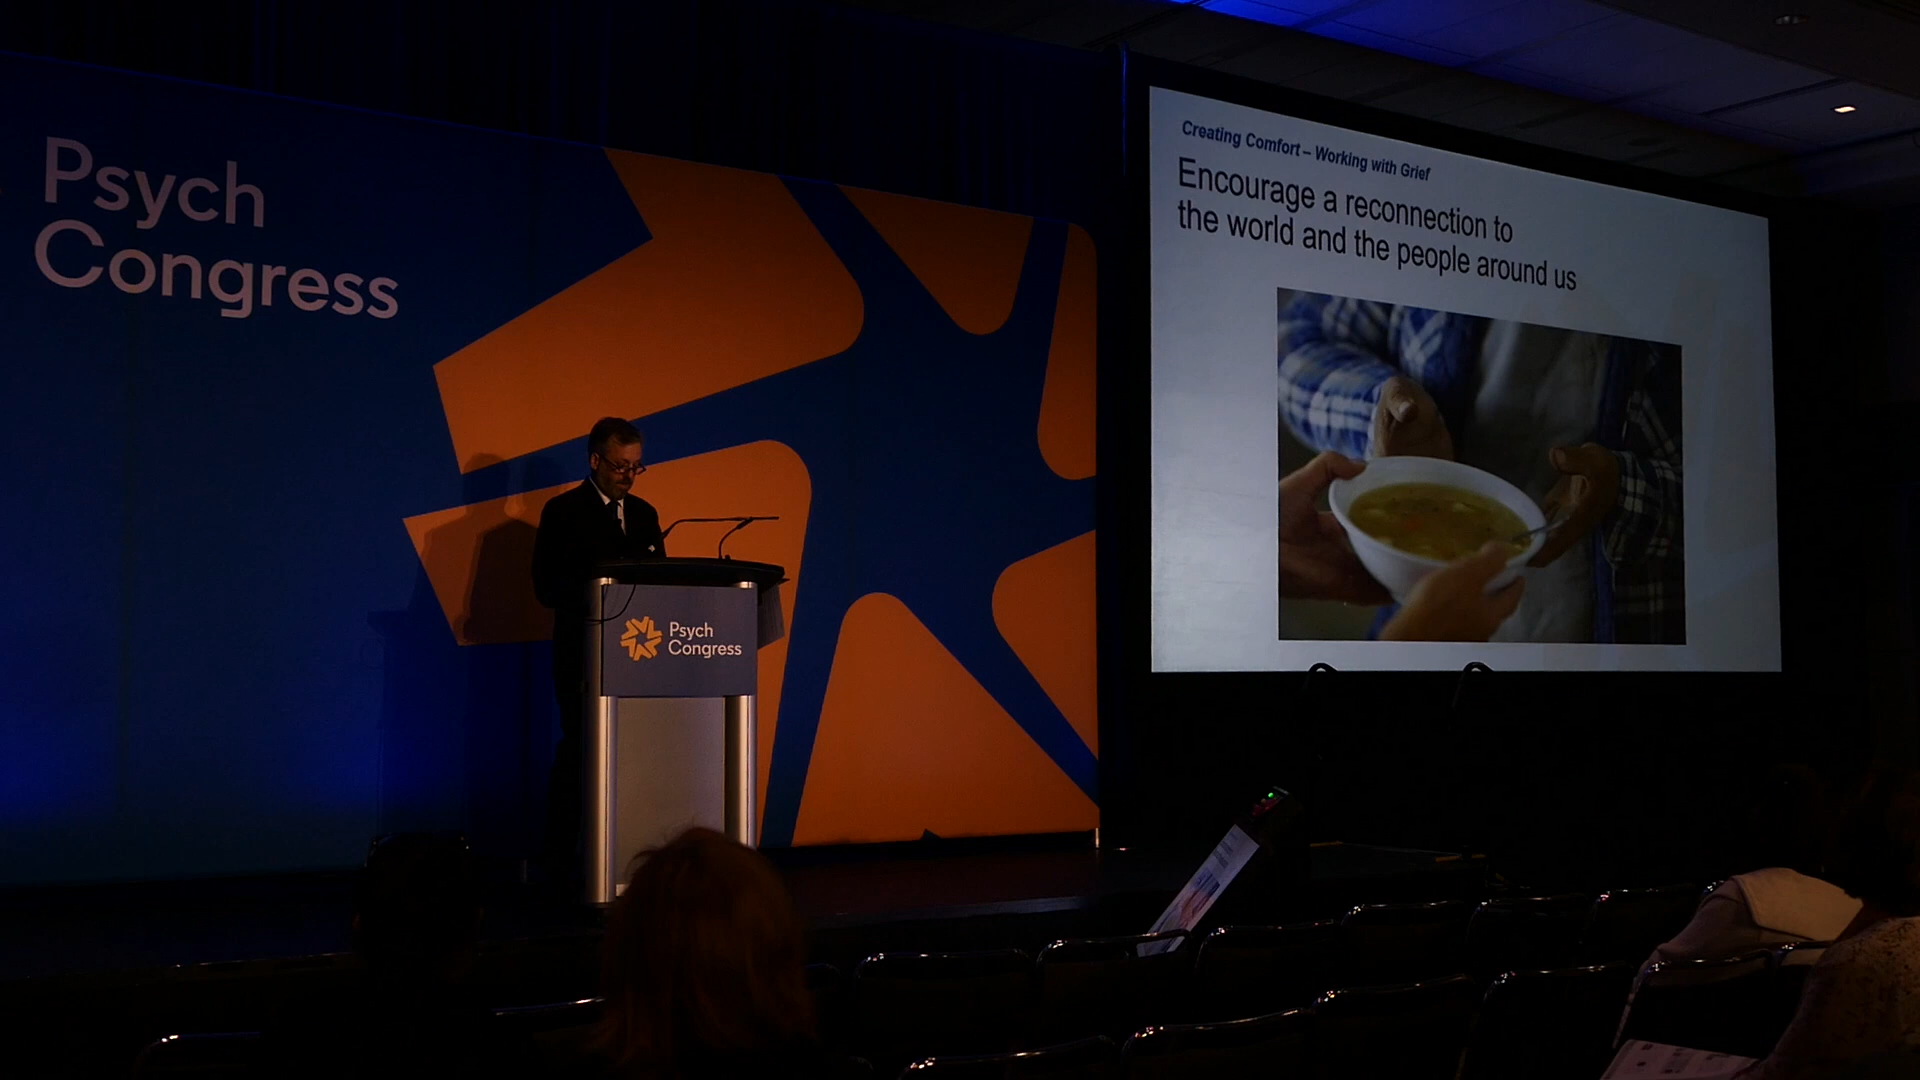 Psych
Congress
Creating Comfort – Working with Grief
Encourage a reconnection to
the world and the people around us
Psych
Congress